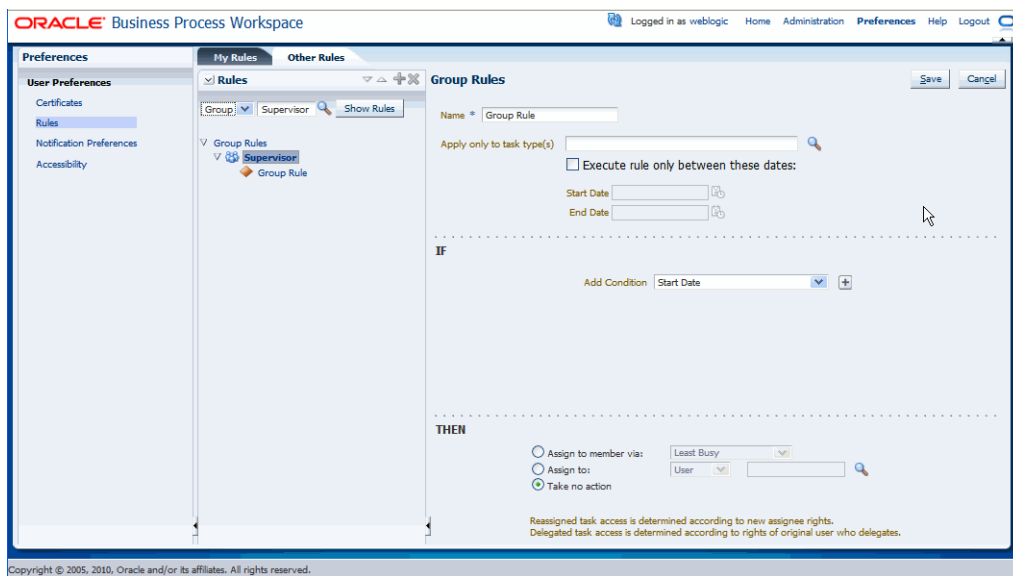 ORACLE Business Process Workspace
Logged in as weblogic Home Administration Preferences Help Logout
Preferences
User Preferences
Certificates
Rules
Notification Preferences
Accessibility
My Rules Other Rules
Rules
Group Supervisor Show Rules
Group Rules
Supervisor
Group Rule
Group Rules Save Cancel
Name * Group Rule
Apply only to task type(s)
Execute rule only between these dates:
Start Date
End Date
IF
Add Condition Start Date
THEN
Assign to member via: Least Busy
Assign to: User
Take no action
Reassigned task access is determined according to new assignee rights.
Delegated task access is determined according to rights of original user who delegates.
Copyright © 2005, 2010, Oracle and/or its affiliates. All rights reserved.